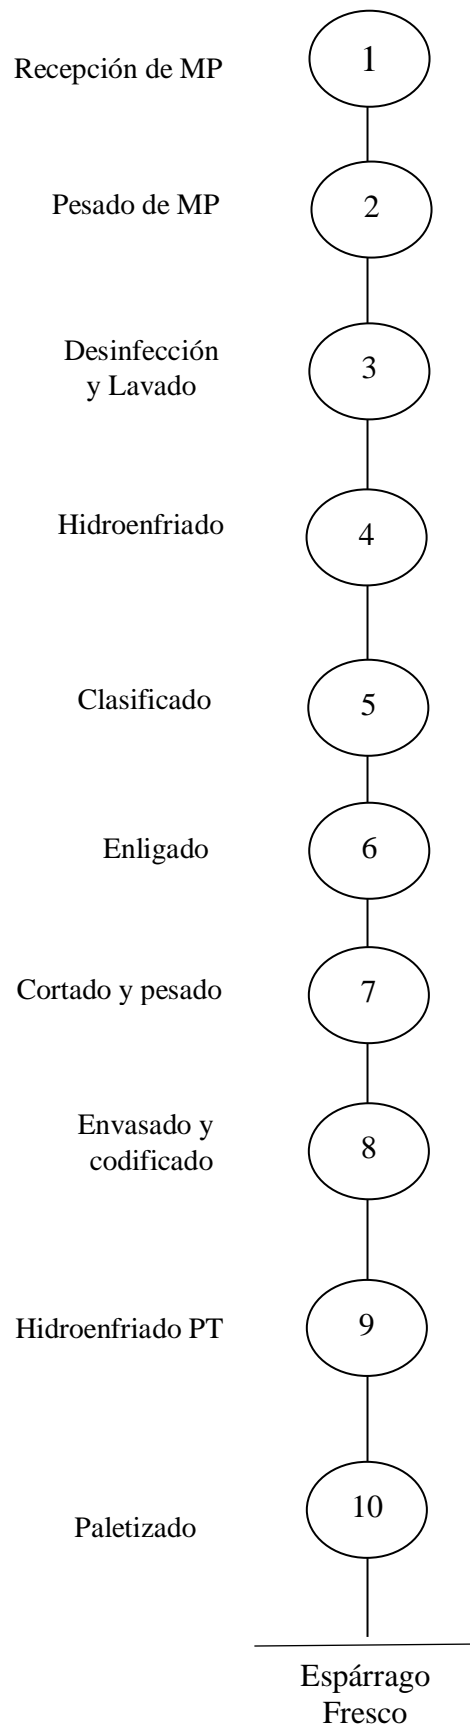 Recepción de MP
1
Pesado de MP
2
Desinfección
y Lavado
3
Hidroenfriado
4
Clasificado
5
Enligado
6
Cortado y pesado
7
Envasado y
codificado
8
Hidroenfriado PT
9
Paletizado
10
Espárrago
Fresco